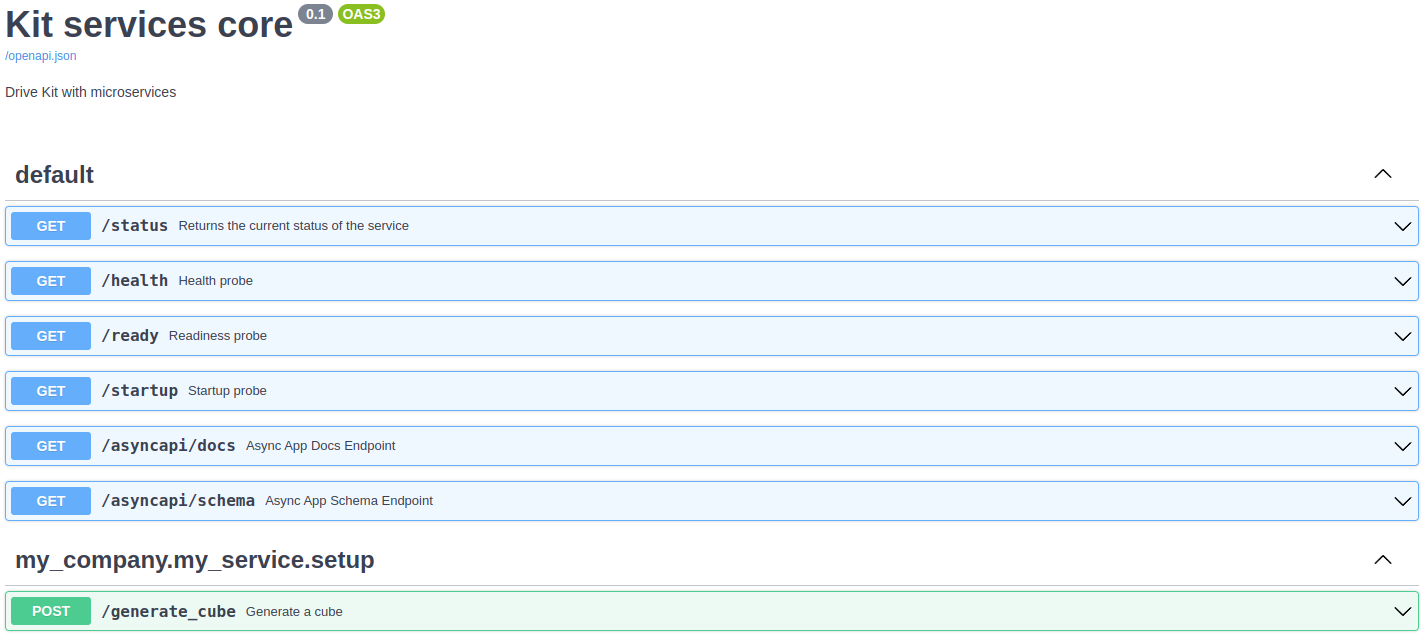 Kit services core 0.1 OAS3
/openapi.json
Drive Kit with microservices
default
GET /status Returns the current status of the service
GET /health Health probe
GET /ready Readiness probe
GET /startup Startup probe
GET /asyncapi/docs Async App Docs Endpoint
GET /asyncapi/schema Async App Schema Endpoint
my_company.my_service.setup
POST /generate_cube Generate a cube